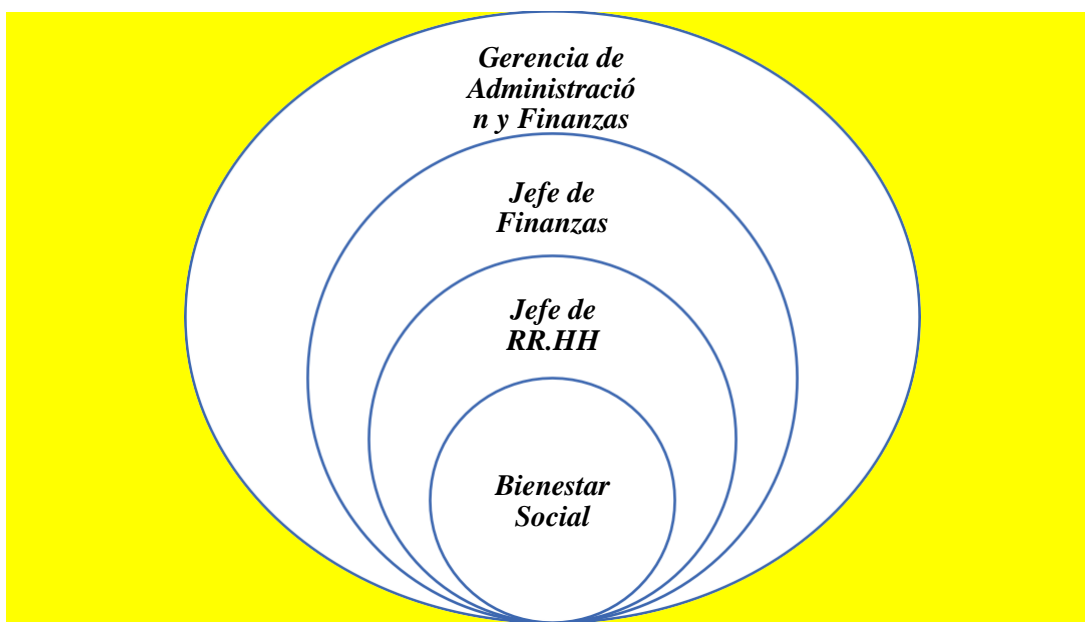 Gerencia de
Administració
n y Finanzas
Jefe de
Finanzas
Jefe de
RR.HH
Bienestar
Social